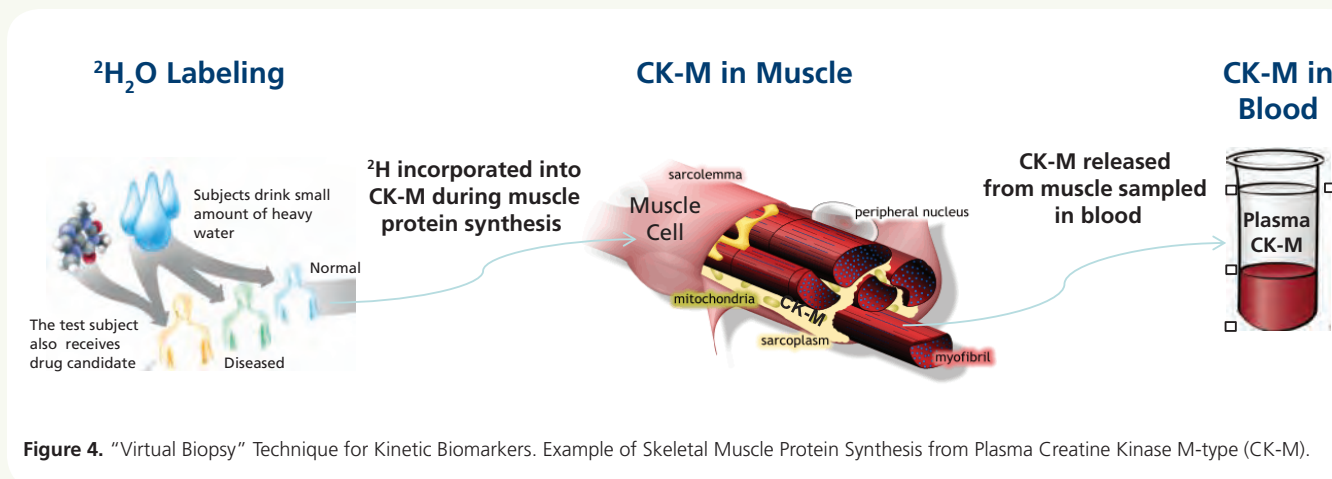 ²H₂O Labeling
CK-M in Muscle
CK-M in
Blood
²H incorporated into
CK-M during muscle
protein synthesis
CK-M released
from muscle sampled
in blood
Subjects drink small
amount of heavy
water
Normal
The test subject
also receives
drug candidate
Diseased
sarcolemma
Muscle
Cell
peripheral nucleus
mitochondria
CK-M
sarcoplasm
myofibril
Plasma
CK-M
Figure 4. “Virtual Biopsy” Technique for Kinetic Biomarkers. Example of Skeletal Muscle Protein Synthesis from Plasma Creatine Kinase M-type (CK-M).